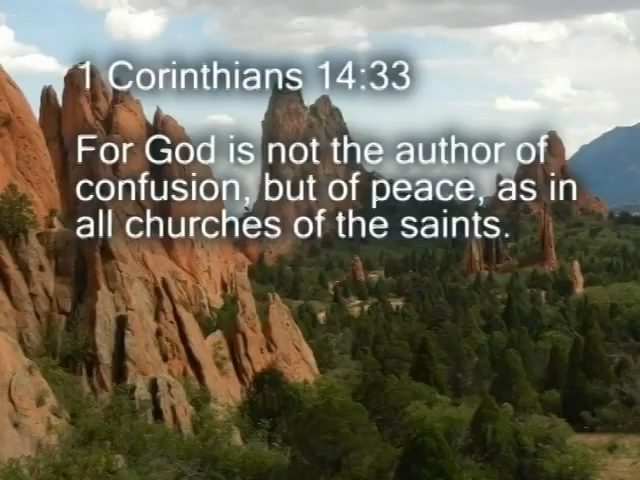 1 Corinthians 14:33
For God is not the author of
confusion, but of peace, as in
all churches of the saints.